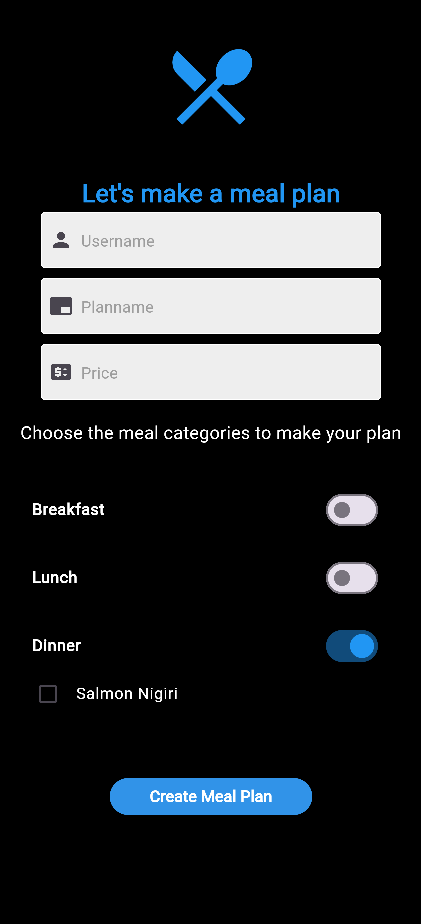 Let's make a meal plan
Username
Planname
Price
Choose the meal categories to make your plan
Breakfast
Lunch
Dinner
Salmon Nigiri
Create Meal Plan